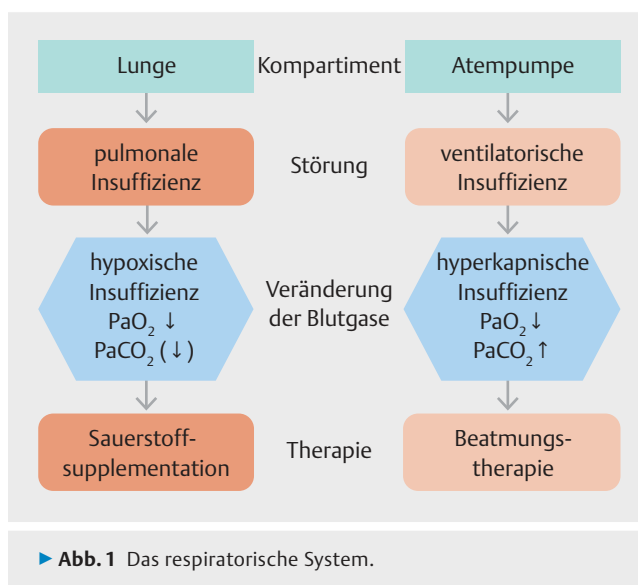 Lunge Kompartiment Atempumpe
pulmonale
Insuffizienz
Störung
ventilatorische
Insuffizienz
hypoxische
Insuffizienz
PaO₂ ↓
PaCO₂ (↓)
Veränderung
der Blutgase
hyperkapnische
Insuffizienz
PaO₂ ↓
PaCO₂ ↑
Sauerstoff-
supplementation
Therapie
Beatmungs-
therapie
▶ Abb. 1 Das respiratorische System.